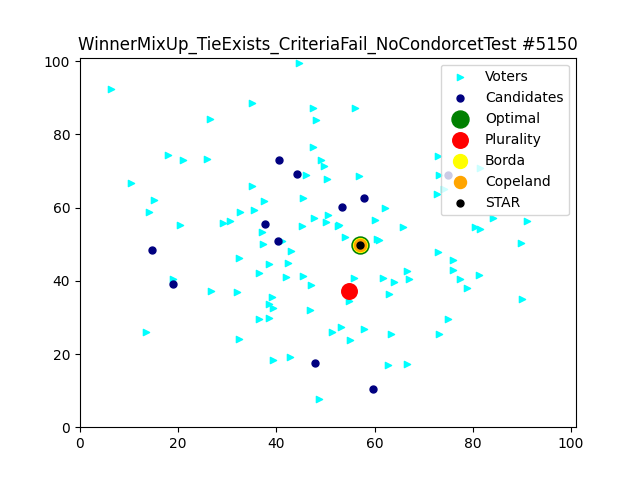 WinnerMixUp_TieExists_CriteriaFail_NoCondorcetTest #5150
Voters
Candidates
Optimal
Plurality
Borda
Copeland
STAR
100
80
60
40
20
0
0 20 40 60 80 100